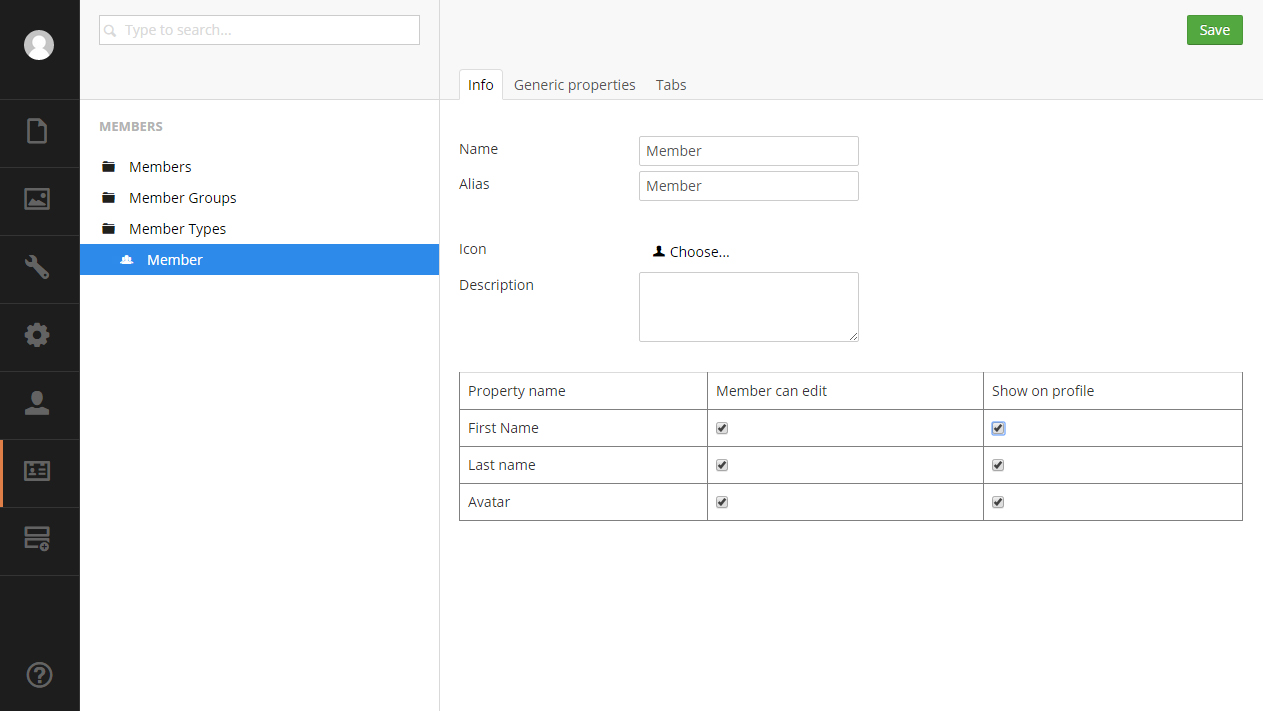 Type to search...
Save
Info Generic properties Tabs
MEMBERS
Members
Member Groups
Member Types
Member
Name Member
Alias Member
Icon Choose...
Description
Property name Member can edit Show on profile
First Name
Last name
Avatar